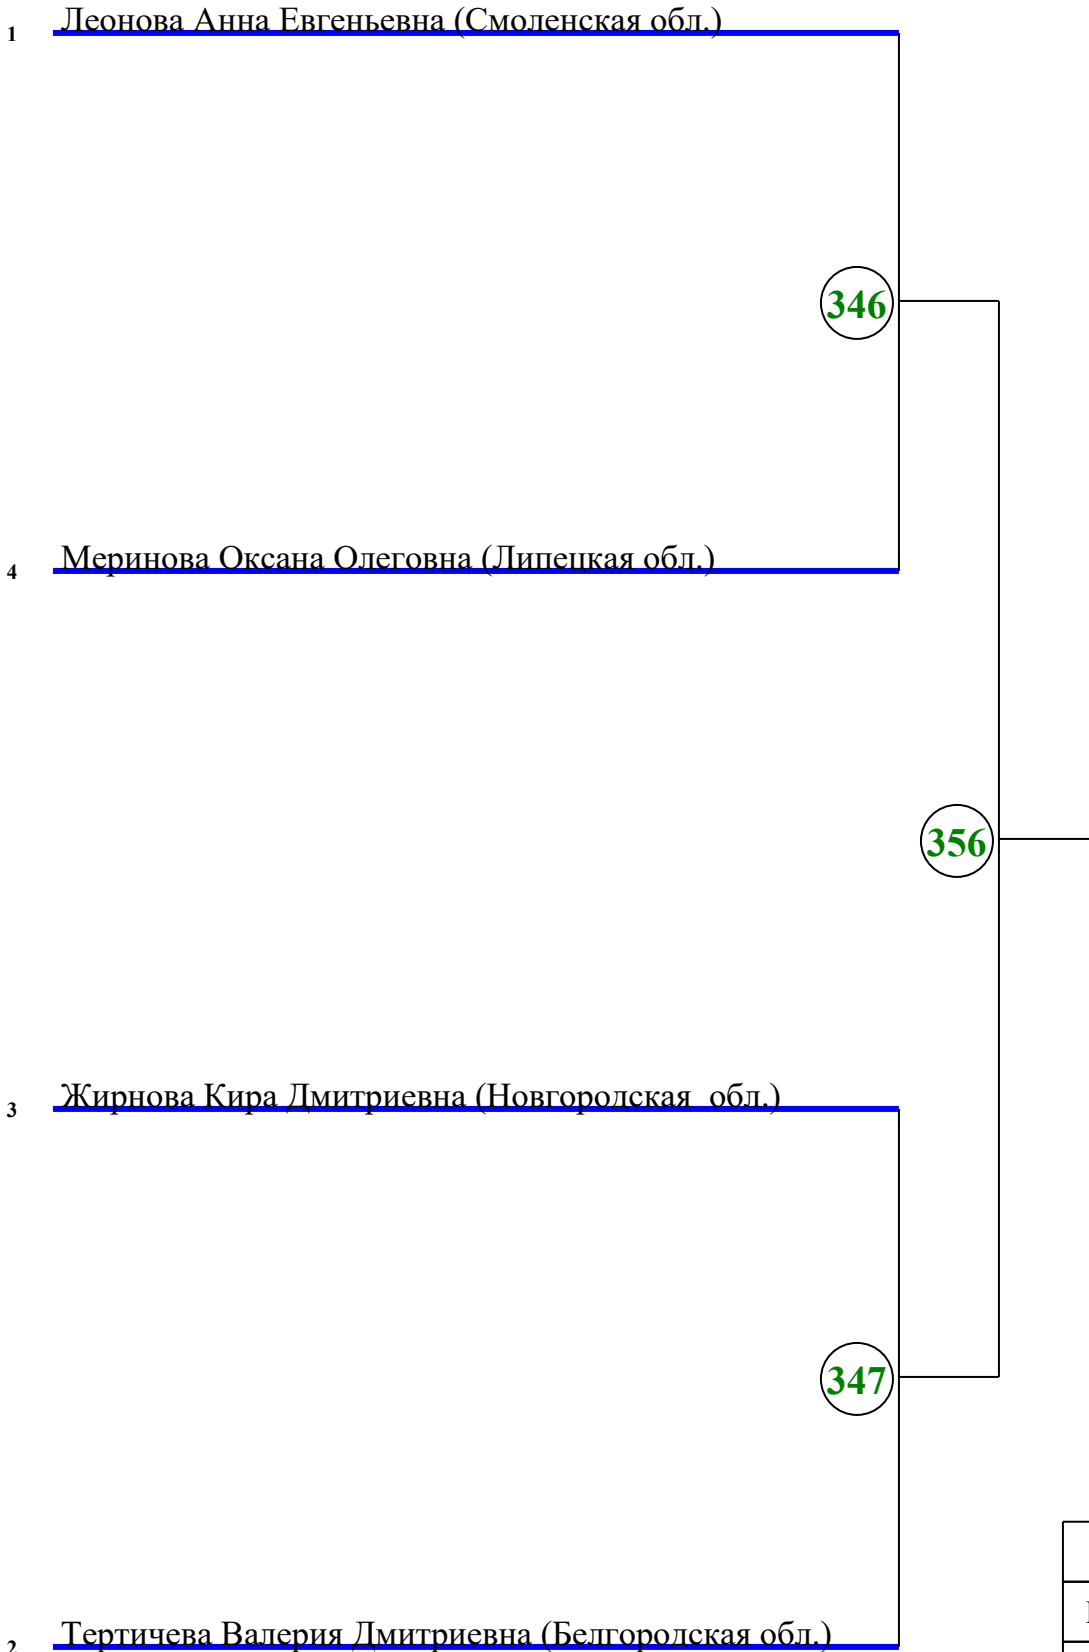 1 Леонова Анна Евгеньевна (Смоленская обл.)
346
4 Меринова Оксана Олеговна (Липецкая обл.)
356
3 Жирнова Кира Дмитриевна (Новгородская обл.)
347
2 Тертичева Валерия Дмитриевна (Белгородская обл.)